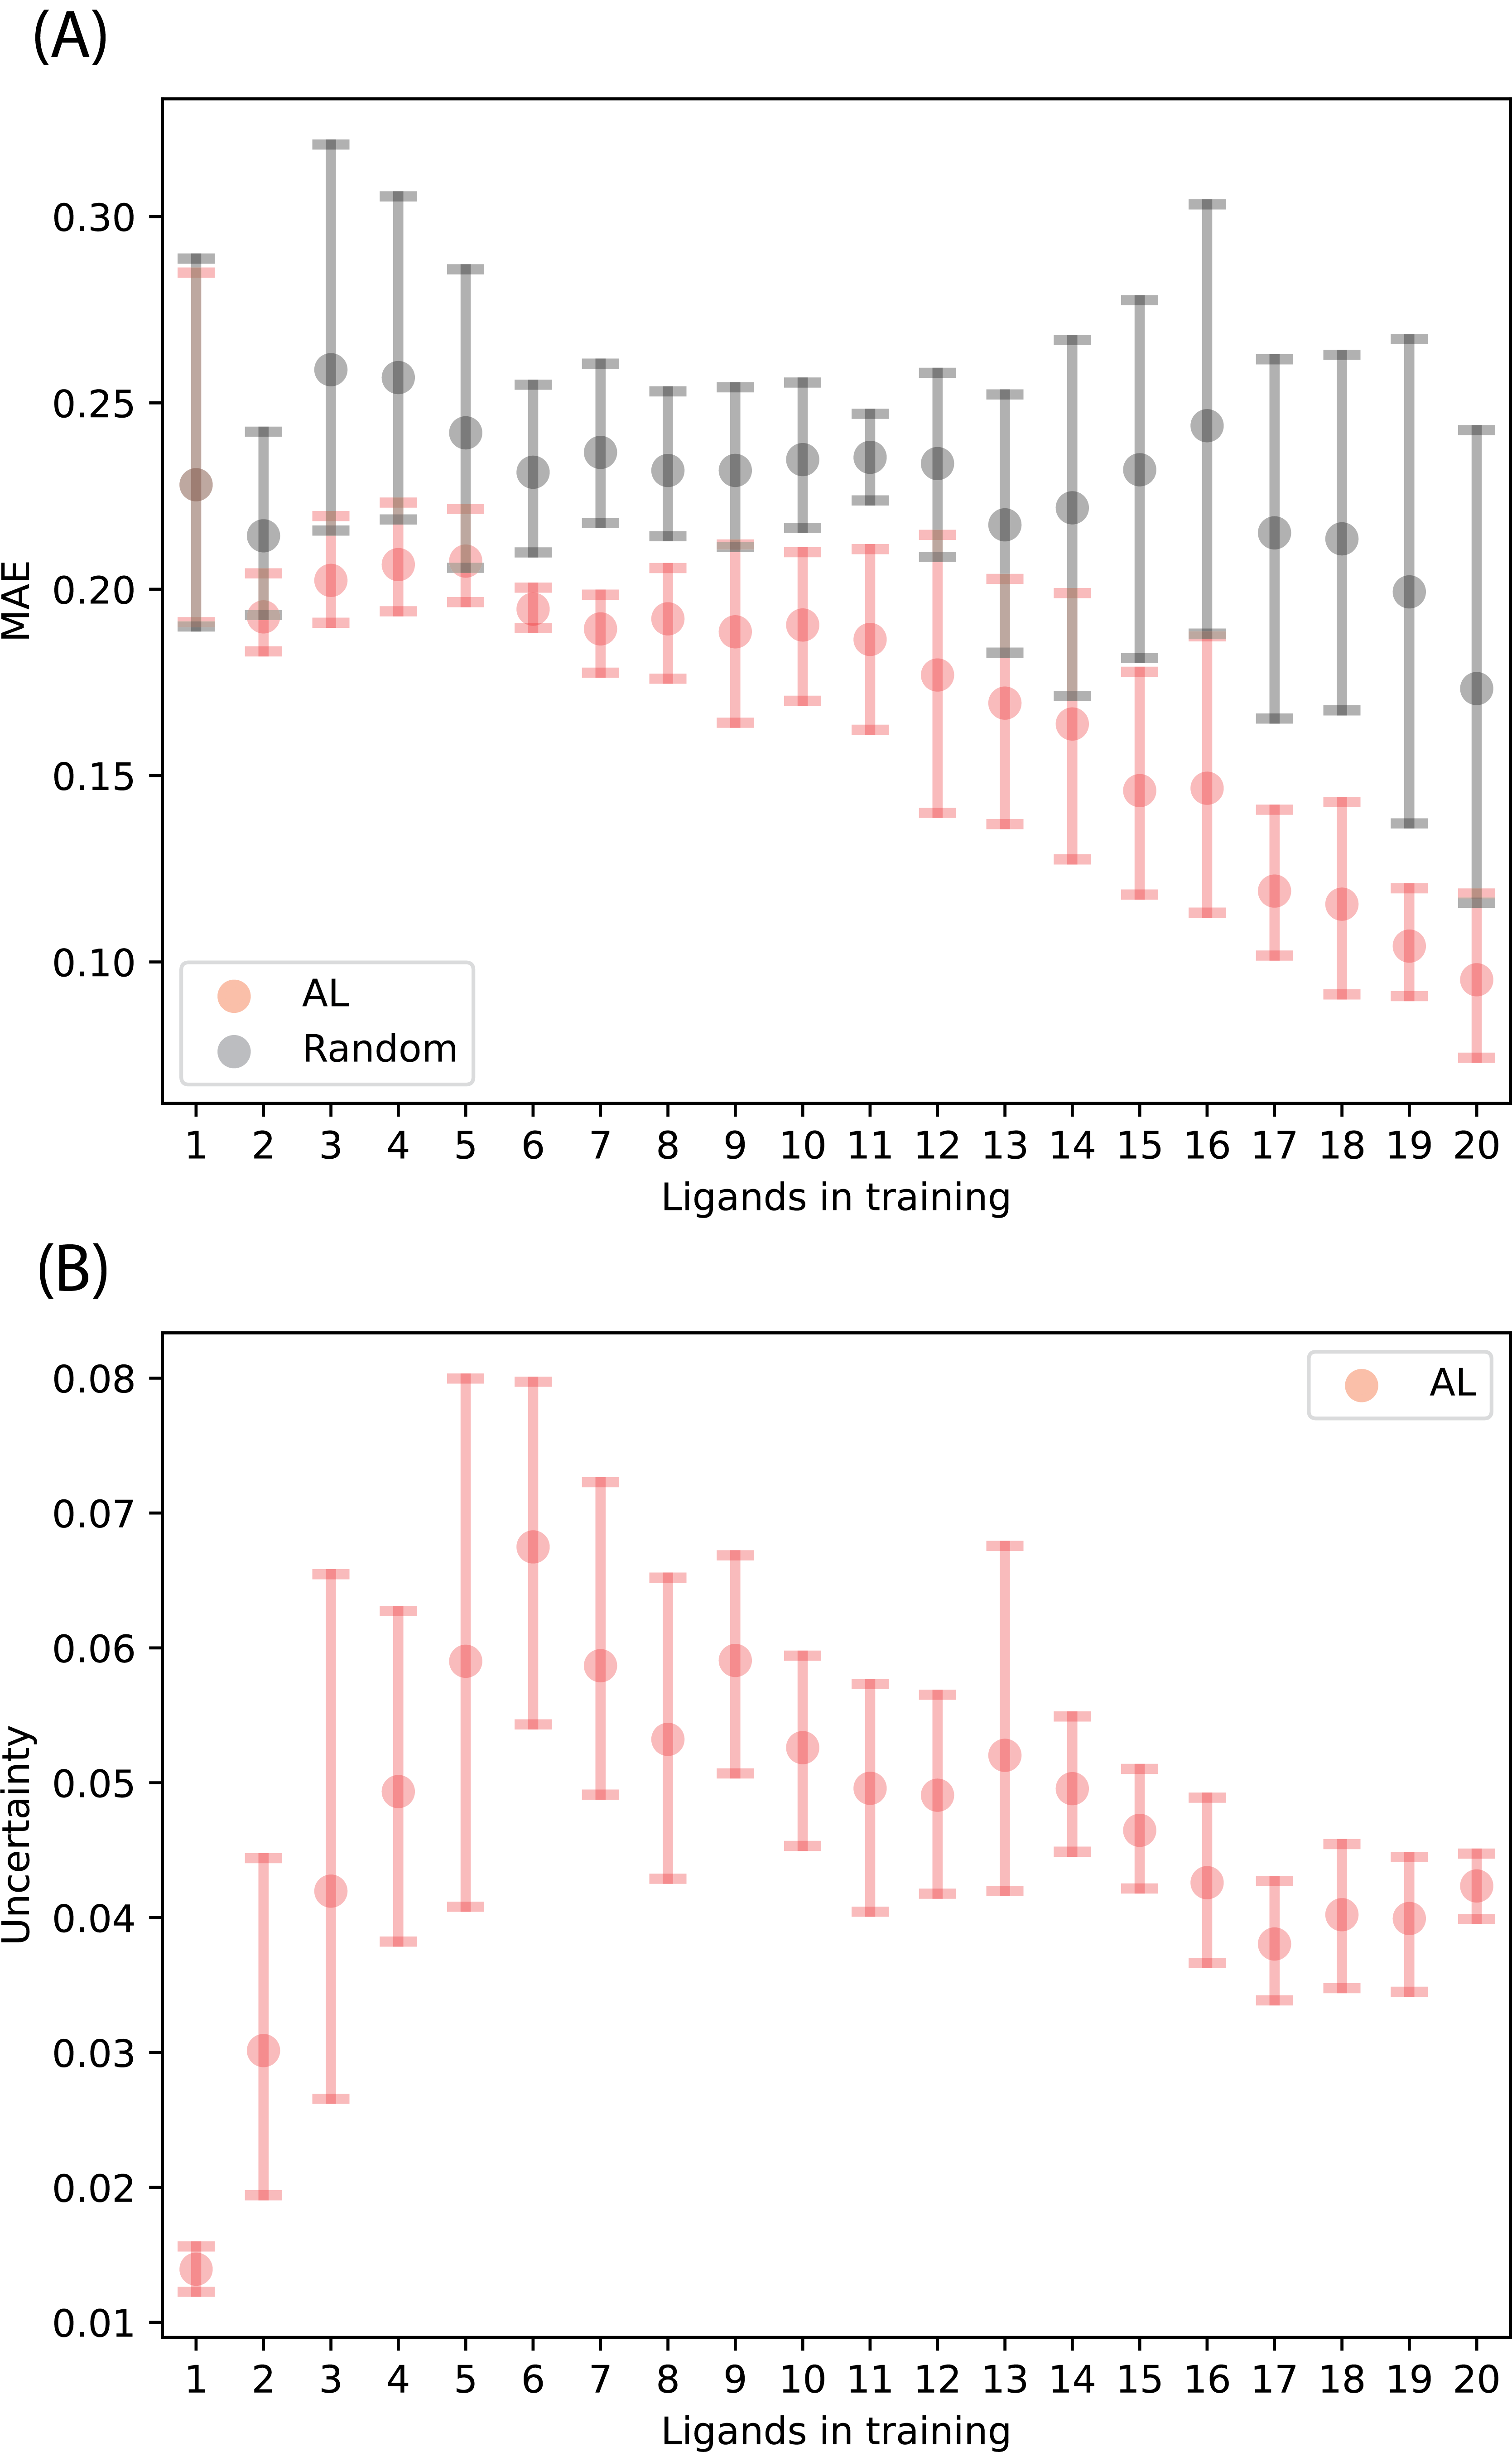 (A)
0.30
0.25
0.20
0.15
0.10
MAE
AL
Random
1 2 3 4 5 6 7 8 9 10 11 12 13 14 15 16 17 18 19 20
Ligands in training
(B)
AL
0.08
0.07
0.06
0.05
0.04
0.03
0.02
0.01
Uncertainty
1 2 3 4 5 6 7 8 9 10 11 12 13 14 15 16 17 18 19 20
Ligands in training